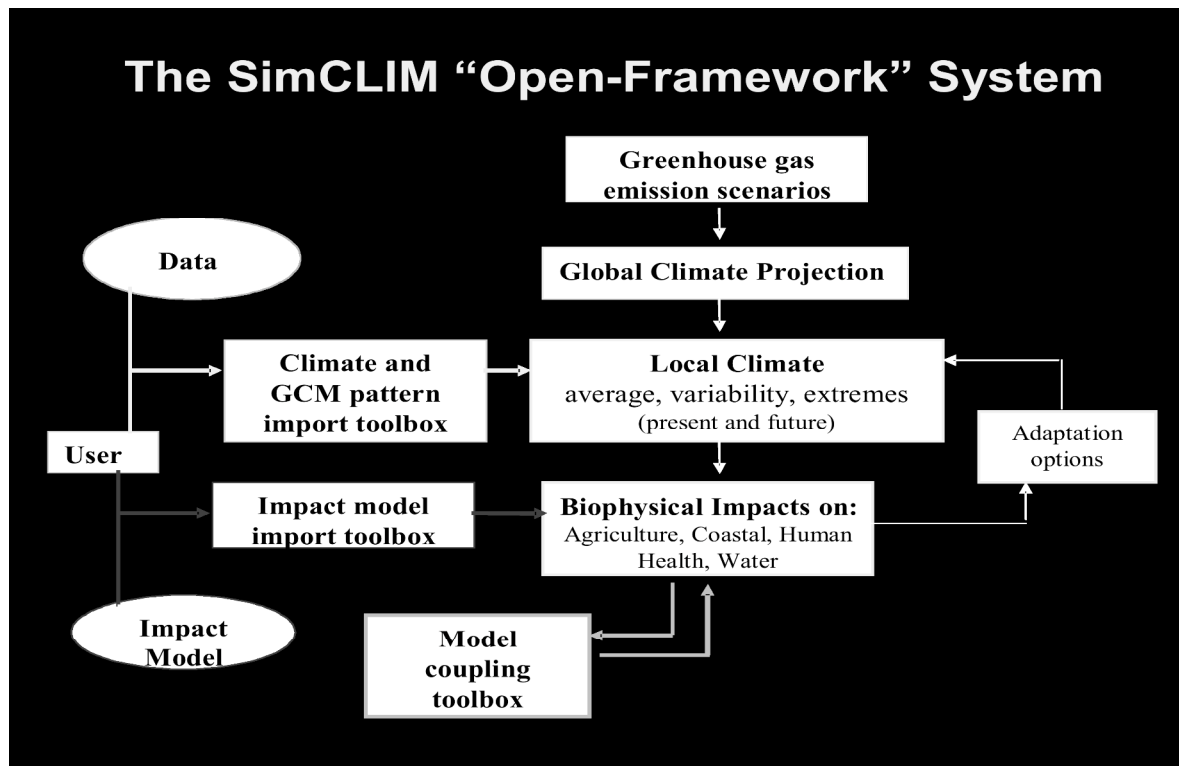 The SimCLIM “Open-Framework” System
Greenhouse gas
emission scenarios
Data
Global Climate Projection
Climate and
GCM pattern
import toolbox
Local Climate
average, variability, extremes
(present and future)
Adaptation
options
User
Impact model
import toolbox
Biophysical Impacts on:
Agriculture, Coastal, Human
Health, Water
Impact
Model
Model
coupling
toolbox